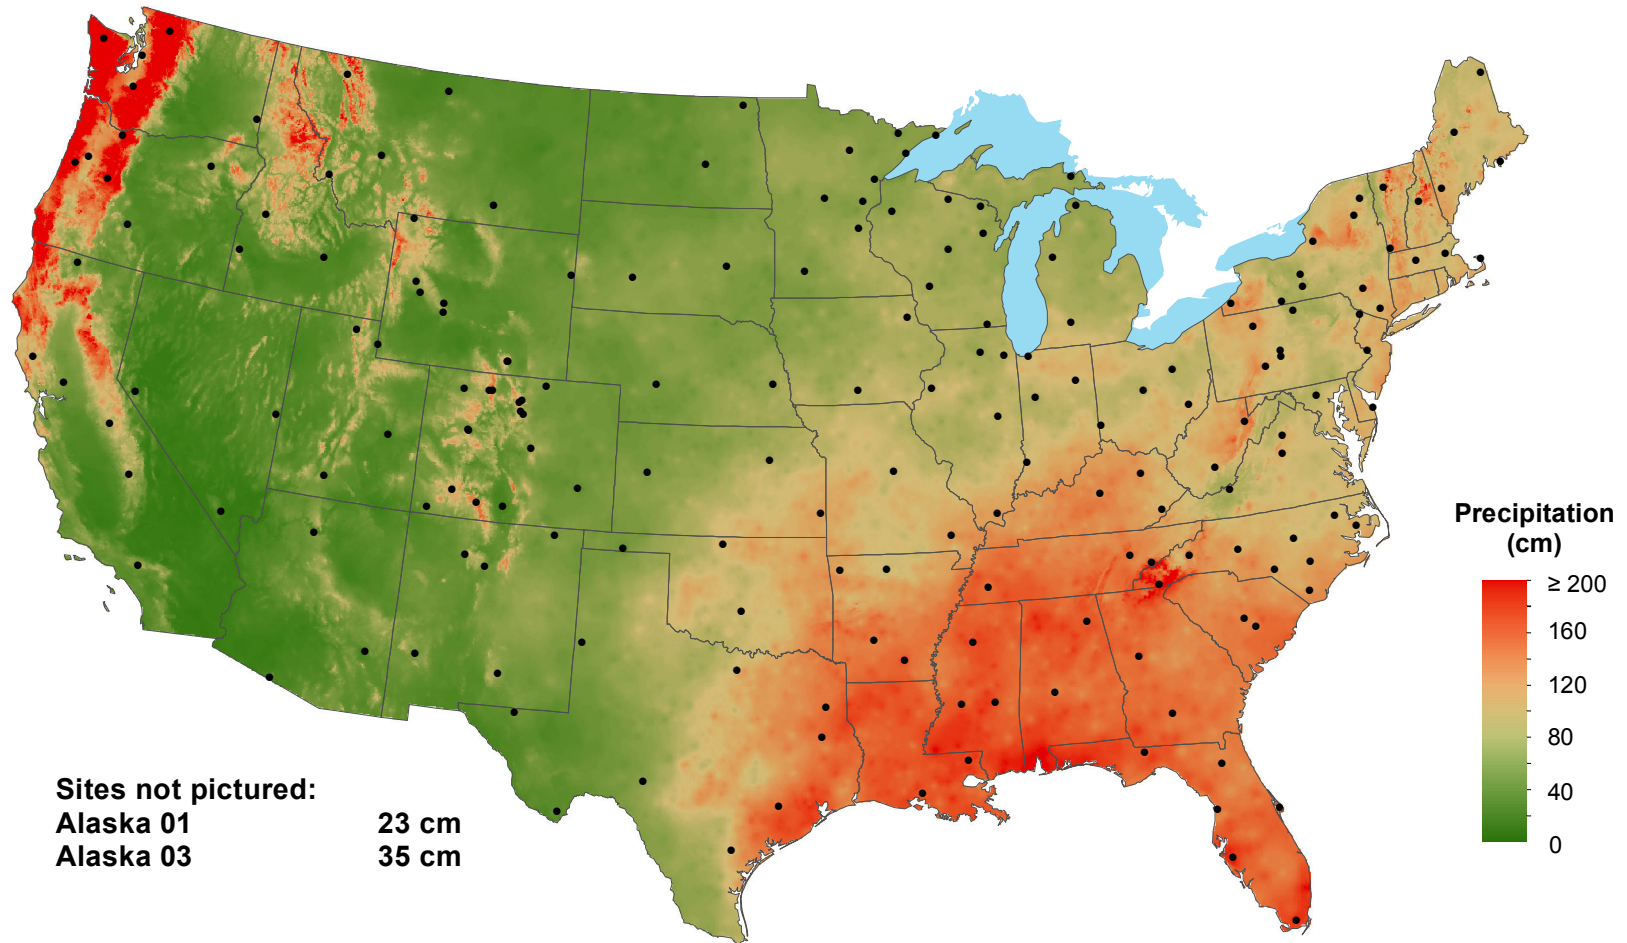 Precipitation
(cm)
≥ 200
160
120
80
40
0
Sites not pictured:
Alaska 01 23 cm
Alaska 03 35 cm